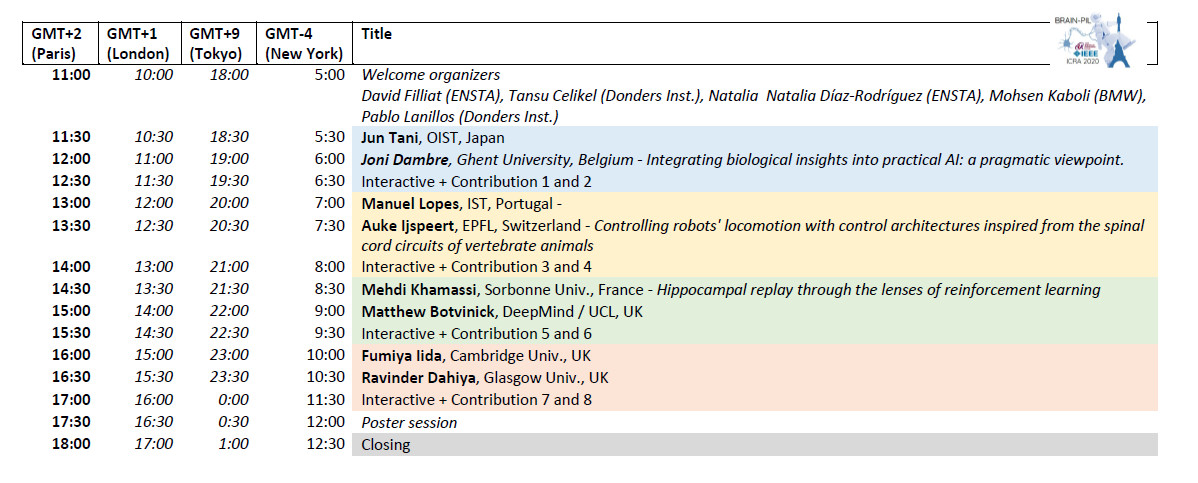 GMT+2 GMT+1 GMT+9 GMT-4 Title
(Paris) (London) (Tokyo) (New York)
BRAIN-PIL
IEEE
ICRA 2020
11:00 10:00 18:00 5:00 Welcome organizers
David Filliat (ENSTA), Tansu Celikel (Donders Inst.), Natalia Natalia Díaz-Rodríguez (ENSTA), Mohsen Kaboli (BMW),
Pablo Lanillos (Donders Inst.)
11:30 10:30 18:30 5:30 Jun Tani, OIST, Japan
12:00 11:00 19:00 6:00 Joni Dambre, Ghent University, Belgium - Integrating biological insights into practical AI: a pragmatic viewpoint.
12:30 11:30 19:30 6:30 Interactive + Contribution 1 and 2
13:00 12:00 20:00 7:00 Manuel Lopes, IST, Portugal -
13:30 12:30 20:30 7:30 Auke Ijspeert, EPFL, Switzerland - Controlling robots' locomotion with control architectures inspired from the spinal
cord circuits of vertebrate animals
14:00 13:00 21:00 8:00 Interactive + Contribution 3 and 4
14:30 13:30 21:30 8:30 Mehdi Khamassi, Sorbonne Univ., France - Hippocampal replay through the lenses of reinforcement learning
15:00 14:00 22:00 9:00 Matthew Botvinick, DeepMind / UCL, UK
15:30 14:30 22:30 9:30 Interactive + Contribution 5 and 6
16:00 15:00 23:00 10:00 Fumiya Iida, Cambridge Univ., UK
16:30 15:30 23:30 10:30 Ravinder Dahiya, Glasgow Univ., UK
17:00 16:00 0:00 11:30 Interactive + Contribution 7 and 8
17:30 16:30 0:30 12:00 Poster session
18:00 17:00 1:00 12:30 Closing